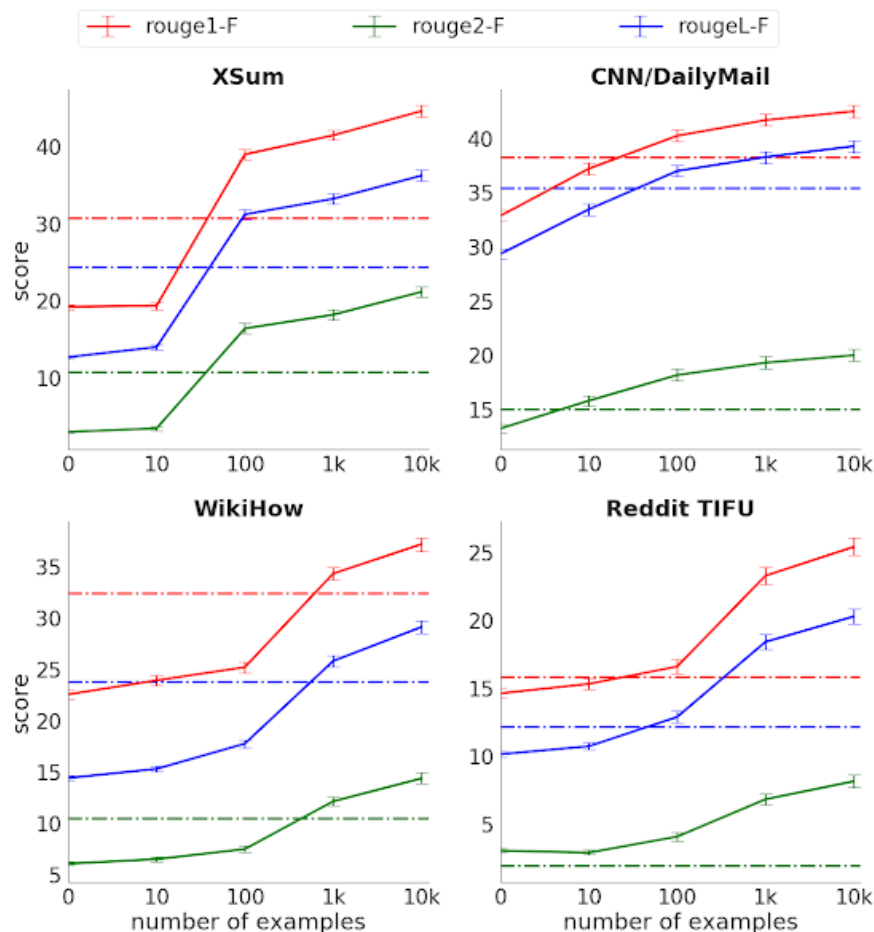 rouge1-F rouge2-F rougeL-F
XSum
score
40
30
20
10
0 10 100 1k 10k
CNN/DailyMail
40
35
30
25
20
15
0 10 100 1k 10k
WikiHow
score
35
30
25
20
15
10
5
0 10 100 1k 10k
number of examples
Reddit TIFU
25
20
15
10
5
0 10 100 1k 10k
number of examples